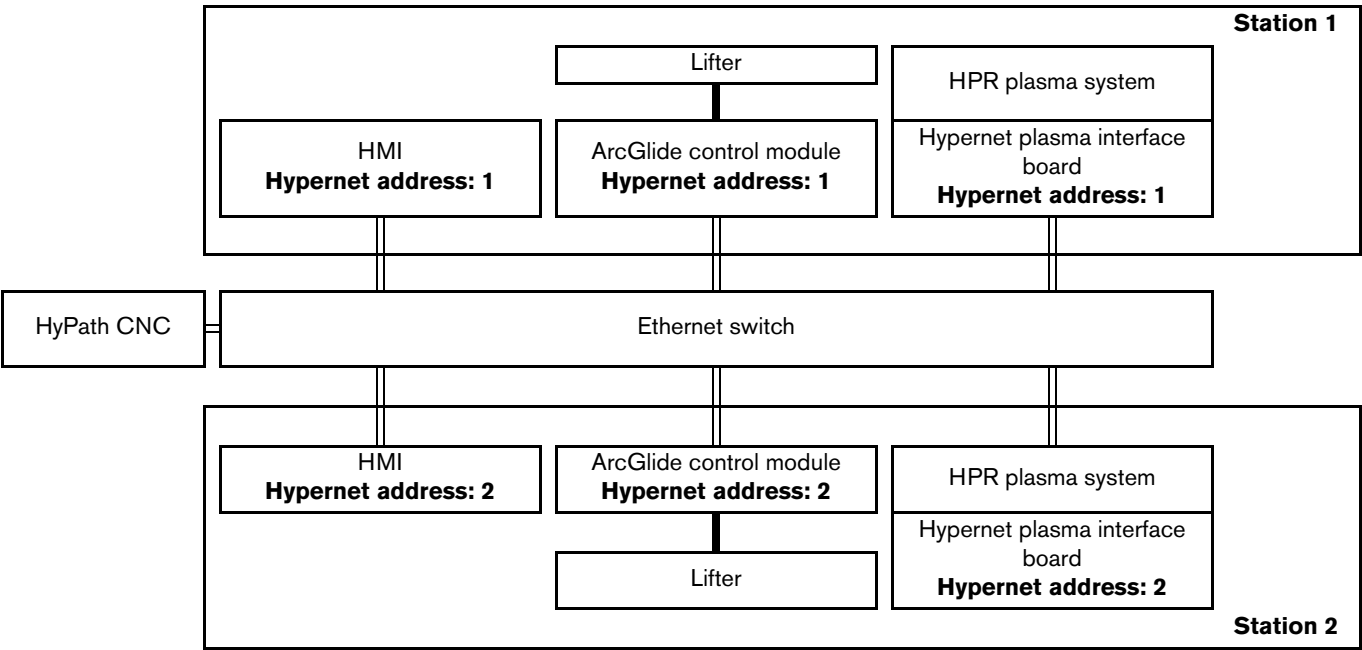 Station 1
Lifter
HPR plasma system
HMI
Hypernet address: 1
ArcGlide control module
Hypernet address: 1
Hypernet plasma interface
board
Hypernet address: 1
HyPath CNC
Ethernet switch
HMI
Hypernet address: 2
ArcGlide control module
Hypernet address: 2
HPR plasma system
Hypernet plasma interface
board
Hypernet address: 2
Lifter
Station 2